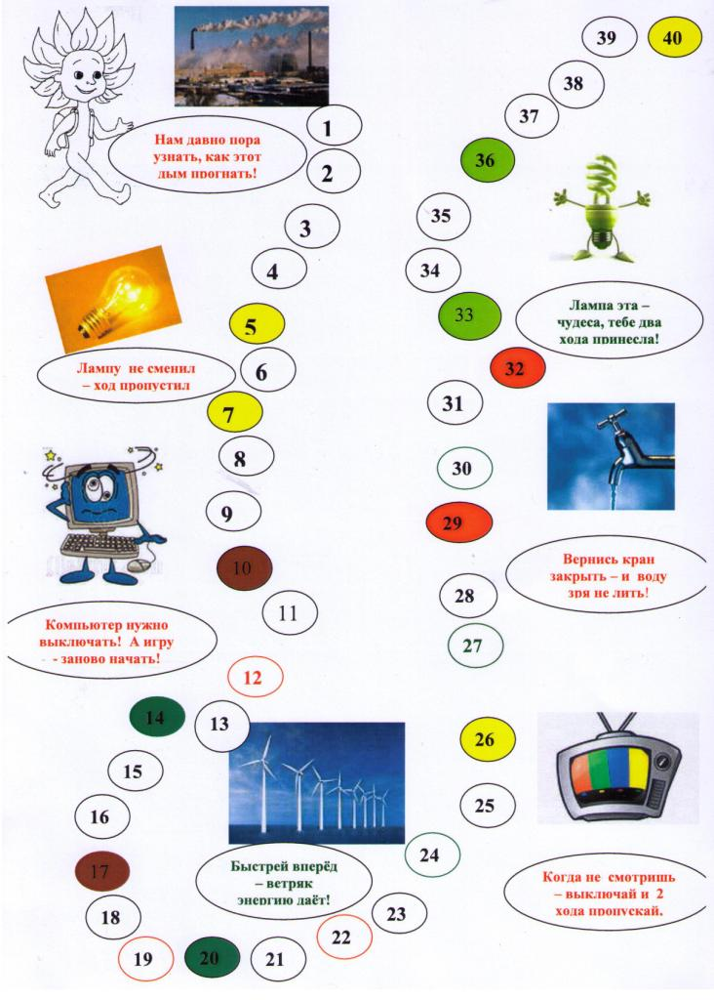 Нам давно пора
узнать, как этот
дым прогнать!
1
2
3
4
5
Лампу не сменил
– ход пропустил
6
7
8
9
10
11
Компьютер нужно
выключать! А игру
- заново начать!
12
13
14
15
16
17
18
19
20
21
22
23
24
Быстрей вперёд
– ветряк
энергию даёт!
25
26
Когда не смотришь
– выключай и 2
хода пропускай.
27
28
Вернись кран
закрыть – и воду
зря не лить!
29
30
31
32
33
Лампа эта –
чудеса, тебе два
хода принесла!
34
35
36
37
38
39
40